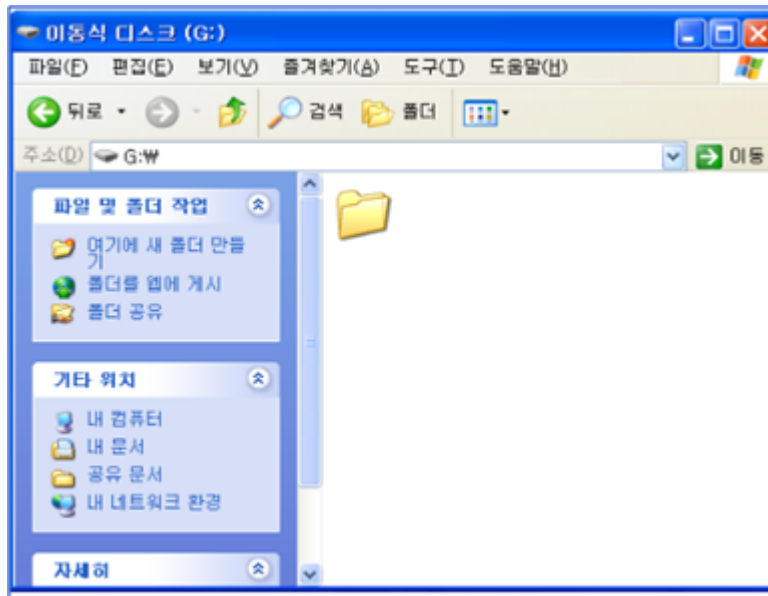 이동식 디스크 (G:)
파일(F) 편집(E) 보기(V) 즐겨찾기(A) 도구(T) 도움말(H)
뒤로 검색 폴더
주소(D) G:₩ 이동
파일 및 폴더 작업
여기에 새 폴더 만들
기
폴더를 웹에 게시
폴더 공유
기타 위치
내 컴퓨터
내 문서
공유 문서
내 네트워크 환경
자세히